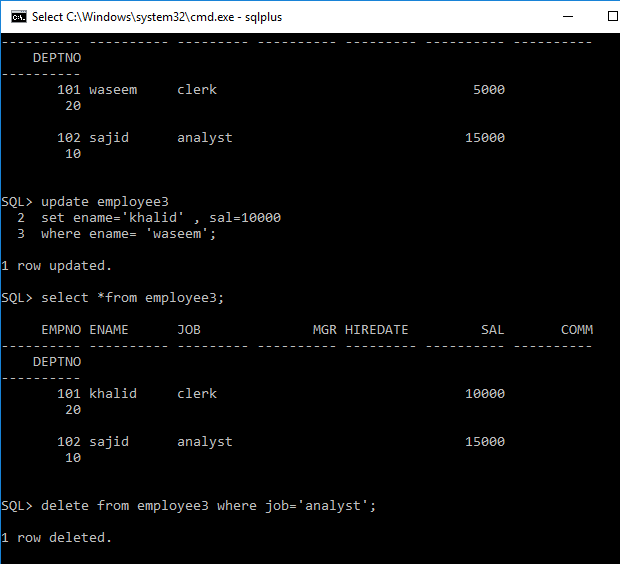 Select C:\Windows\system32\cmd.exe - sqlplus
---------- ---------- --------- ---------- --------- ---------- ----------
    DEPTNO
----------
       101 waseem     clerk                                5000
        20

       102 sajid      analyst                             15000
        10


SQL> update employee3
  2  set ename='khalid' , sal=10000
  3  where ename= 'waseem';

1 row updated.

SQL> select *from employee3;

     EMPNO ENAME      JOB              MGR HIREDATE         SAL       COMM
---------- ---------- --------- ---------- --------- ---------- ----------
    DEPTNO
----------
       101 khalid     clerk                               10000
        20

       102 sajid      analyst                             15000
        10


SQL> delete from employee3 where job='analyst';

1 row deleted.